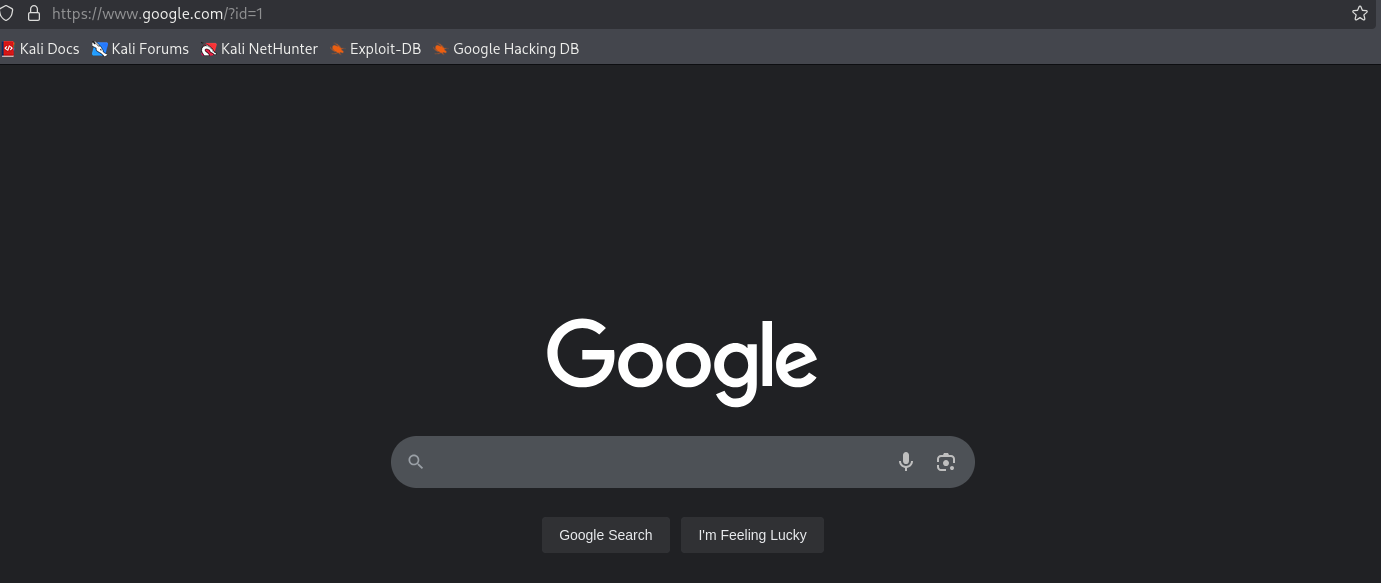 https://www.google.com/?id=1
Kali Docs Kali Forums Kali NetHunter Exploit-DB Google Hacking DB
Google
Google Search I'm Feeling Lucky